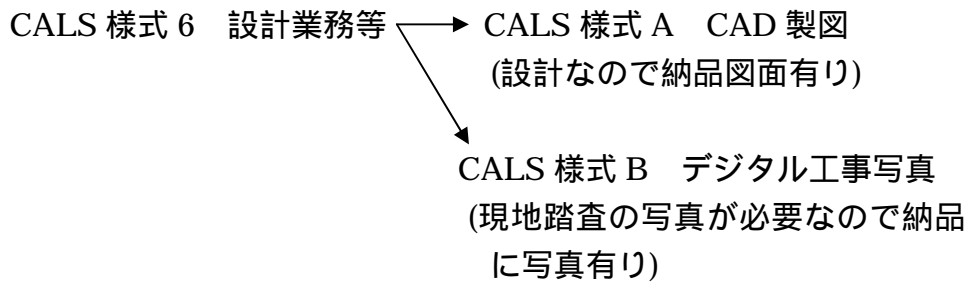 CALS 様式 6　設計業務等
CALS 様式 A　CAD 製図
(設計なので納品図面有り)
CALS 様式 B　デジタル工事写真
(現地踏査の写真が必要なので納品
に写真有り)